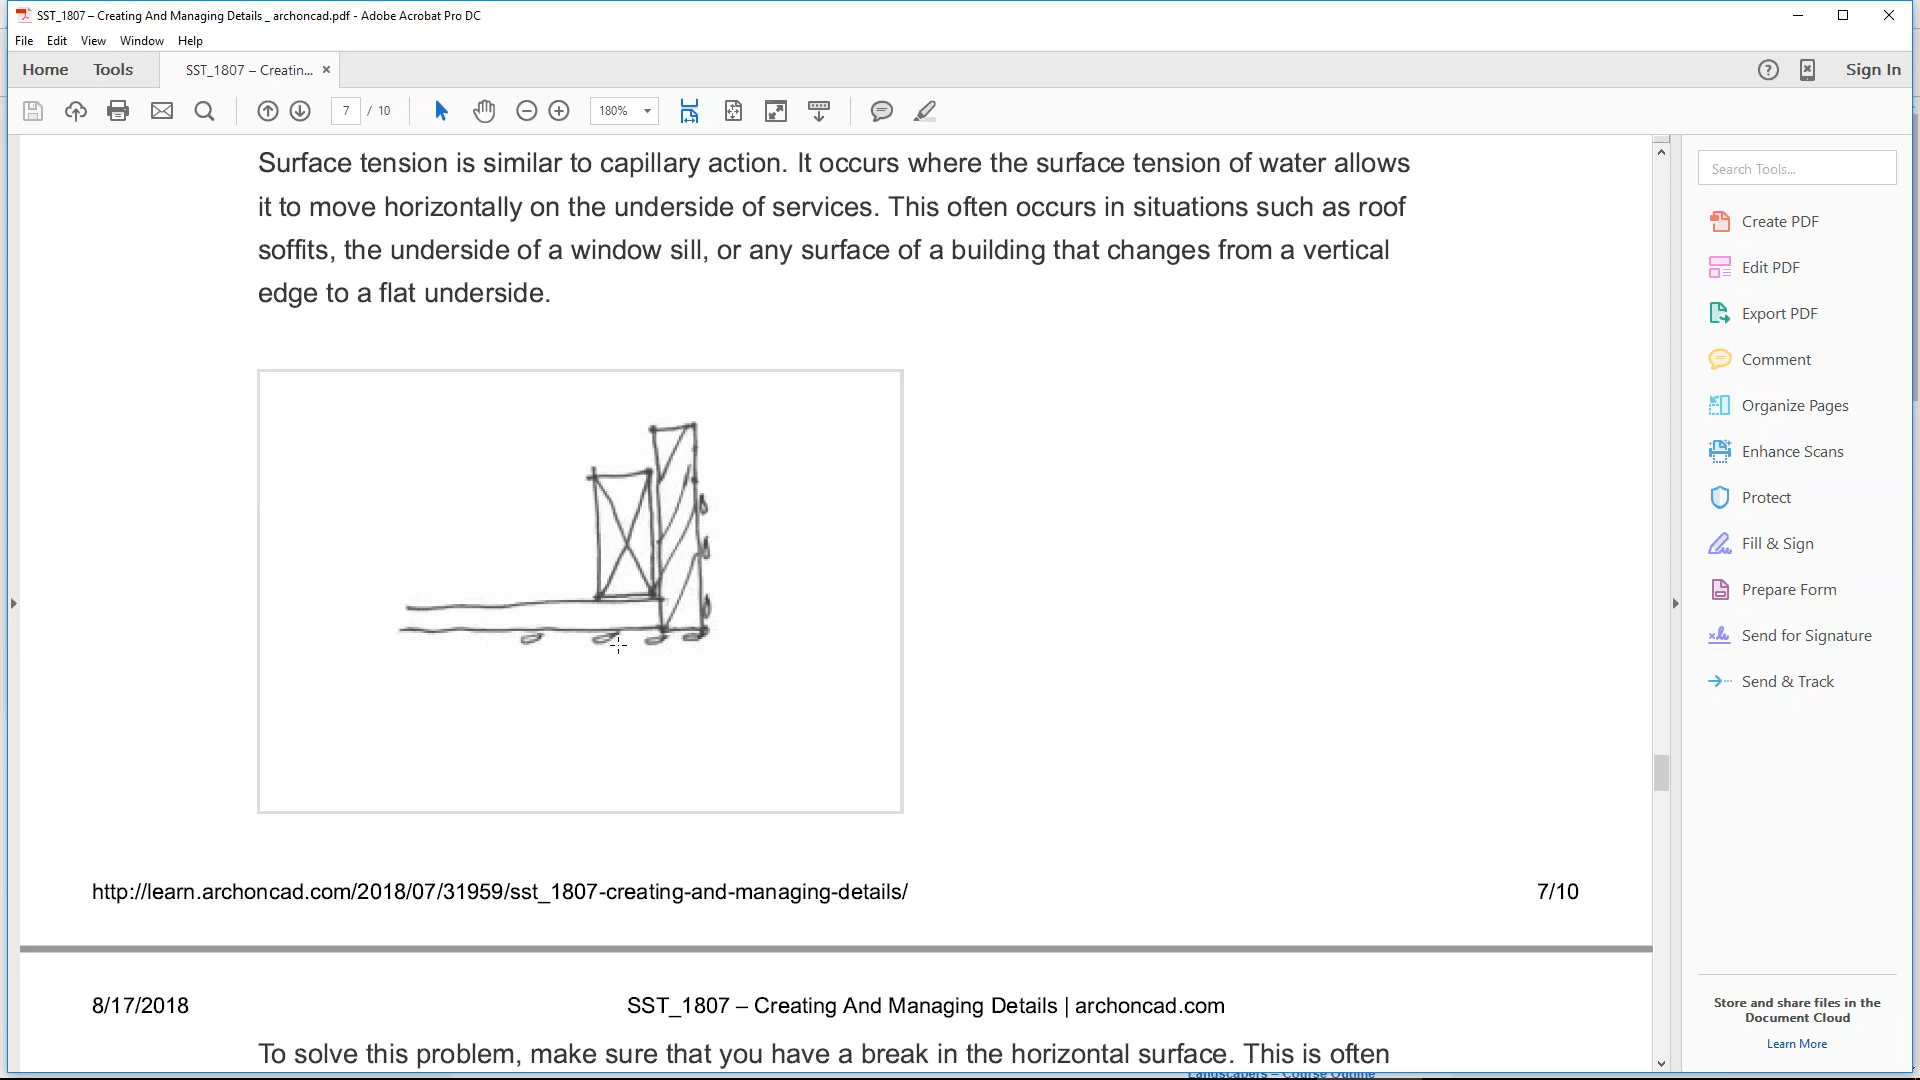 SST_1807 – Creating And Managing Details _ archoncad.pdf - Adobe Acrobat Pro DC
File Edit View Window Help
Home Tools SST_1807 – Creatin... × Sign In
7 / 10 180%
Surface tension is similar to capillary action. It occurs where the surface tension of water allows
it to move horizontally on the underside of services. This often occurs in situations such as roof
soffits, the underside of a window sill, or any surface of a building that changes from a vertical
edge to a flat underside.
http://learn.archoncad.com/2018/07/31959/sst_1807-creating-and-managing-details/ 7/10
8/17/2018 SST_1807 – Creating And Managing Details | archoncad.com
To solve this problem, make sure that you have a break in the horizontal surface. This is often
Search Tools...
Create PDF
Edit PDF
Export PDF
Comment
Organize Pages
Enhance Scans
Protect
Fill & Sign
Prepare Form
Send for Signature
Send & Track
Store and share files in the
Document Cloud
Learn More
Landscapers – Course Outline